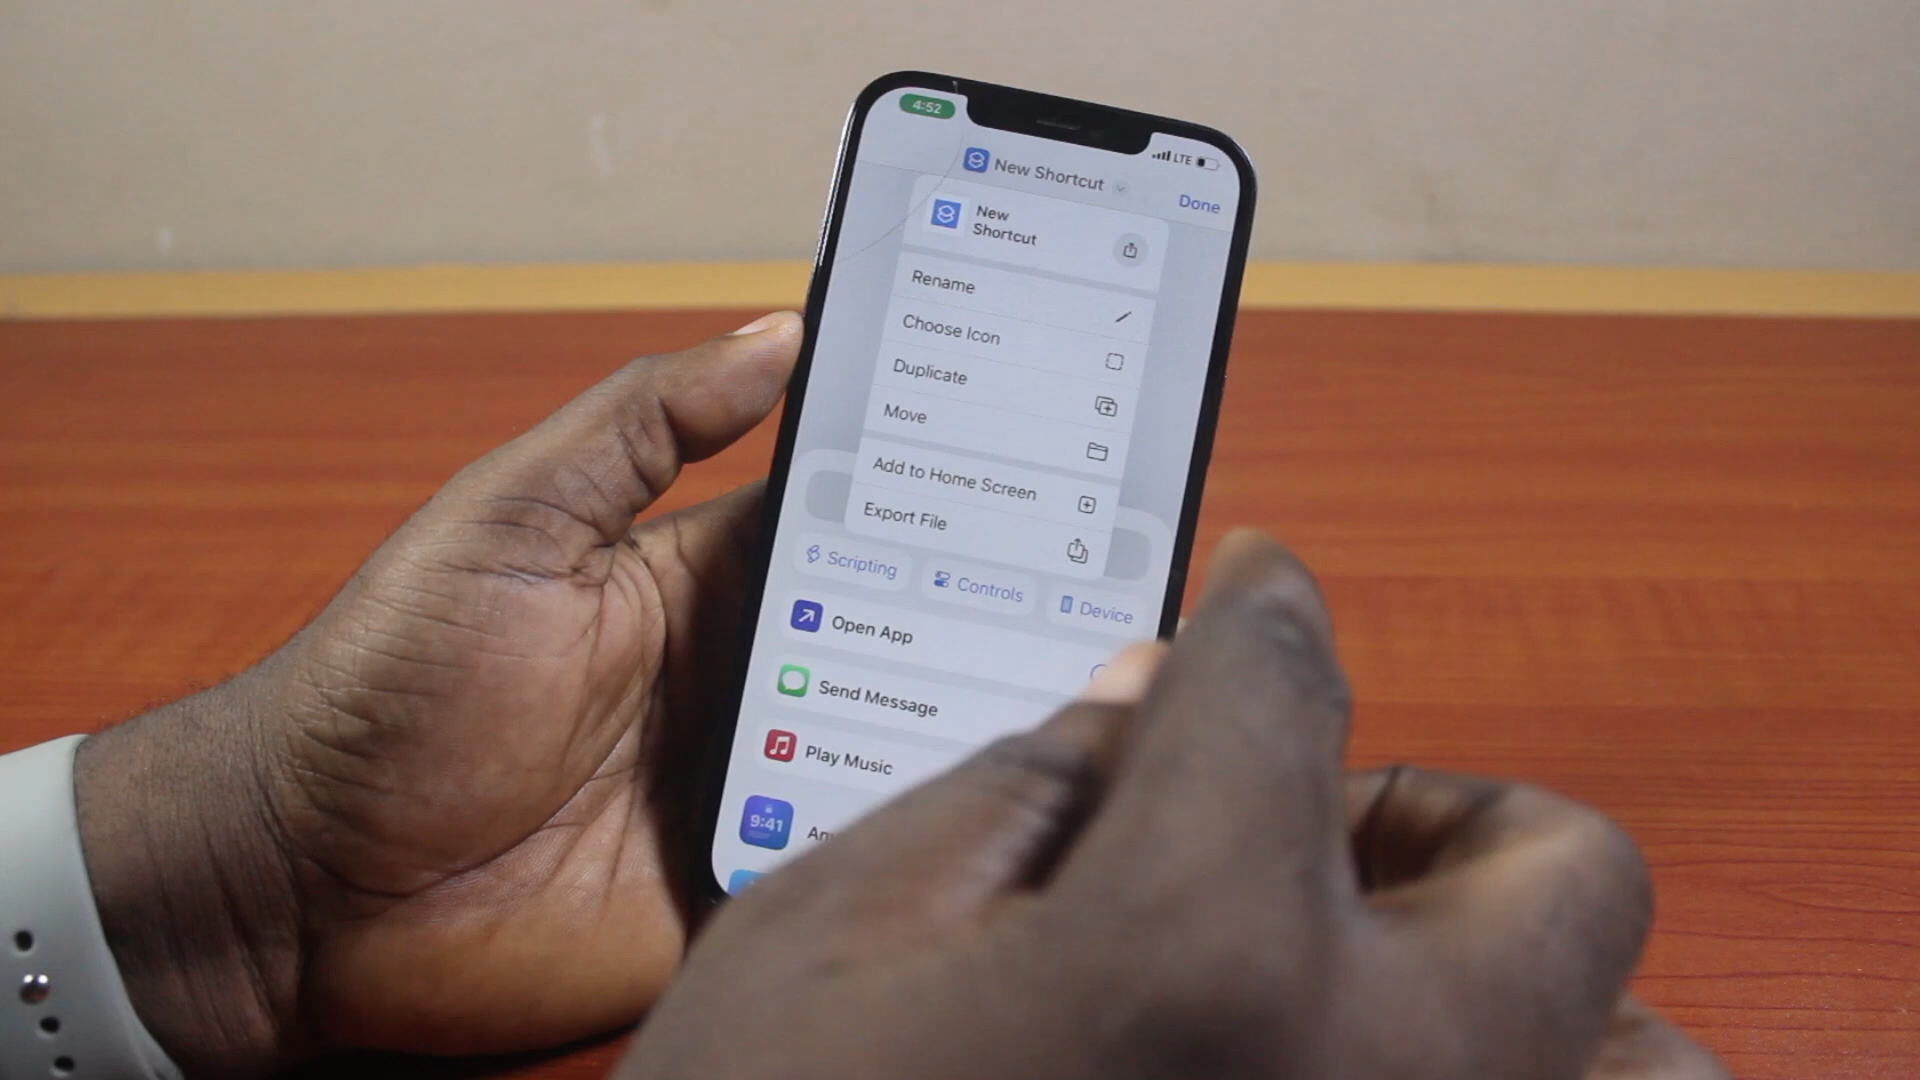 4:52
LTE
New Shortcut
Done
New
Shortcut
Rename
Choose Icon
Duplicate
Move
Add to Home Screen
Export File
Scripting
Controls
Device
Open App
Send Message
Play Music
9:41